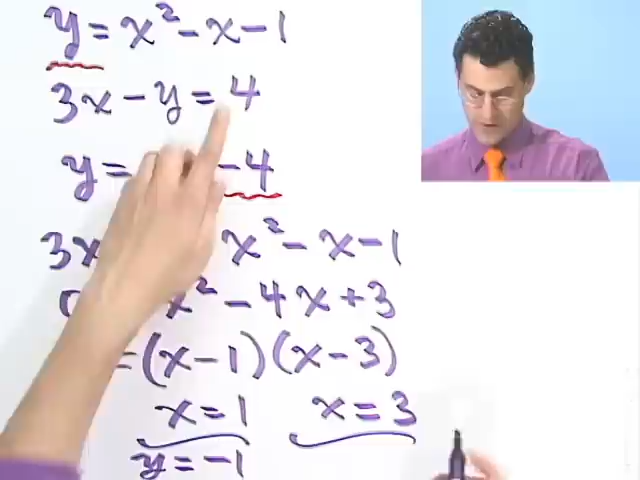 y = x² - x - 1
3x - y = 4
y = - 4
3x x² - x - 1
x² - 4x + 3
= (x - 1) (x - 3)
x = 1 x = 3
y = -1